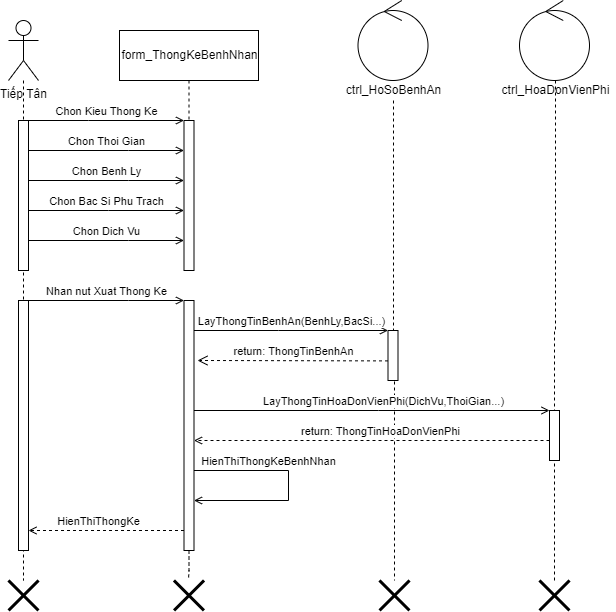 form_ThongKeBenhNhan
Tiếp Tân
ctrl_HoSoBenhAn
ctrl_HoaDonVienPhi
Chon Kieu Thong Ke
Chon Thoi Gian
Chon Benh Ly
Chon Bac Si Phu Trach
Chon Dich Vu
Nhan nut Xuat Thong Ke
LayThongTinBenhAn(BenhLy,BacSi...)
return: ThongTinBenhAn
LayThongTinHoaDonVienPhi(DichVu,ThoiGian...)
return: ThongTinHoaDonVienPhi
HienThiThongKeBenhNhan
HienThiThongKe